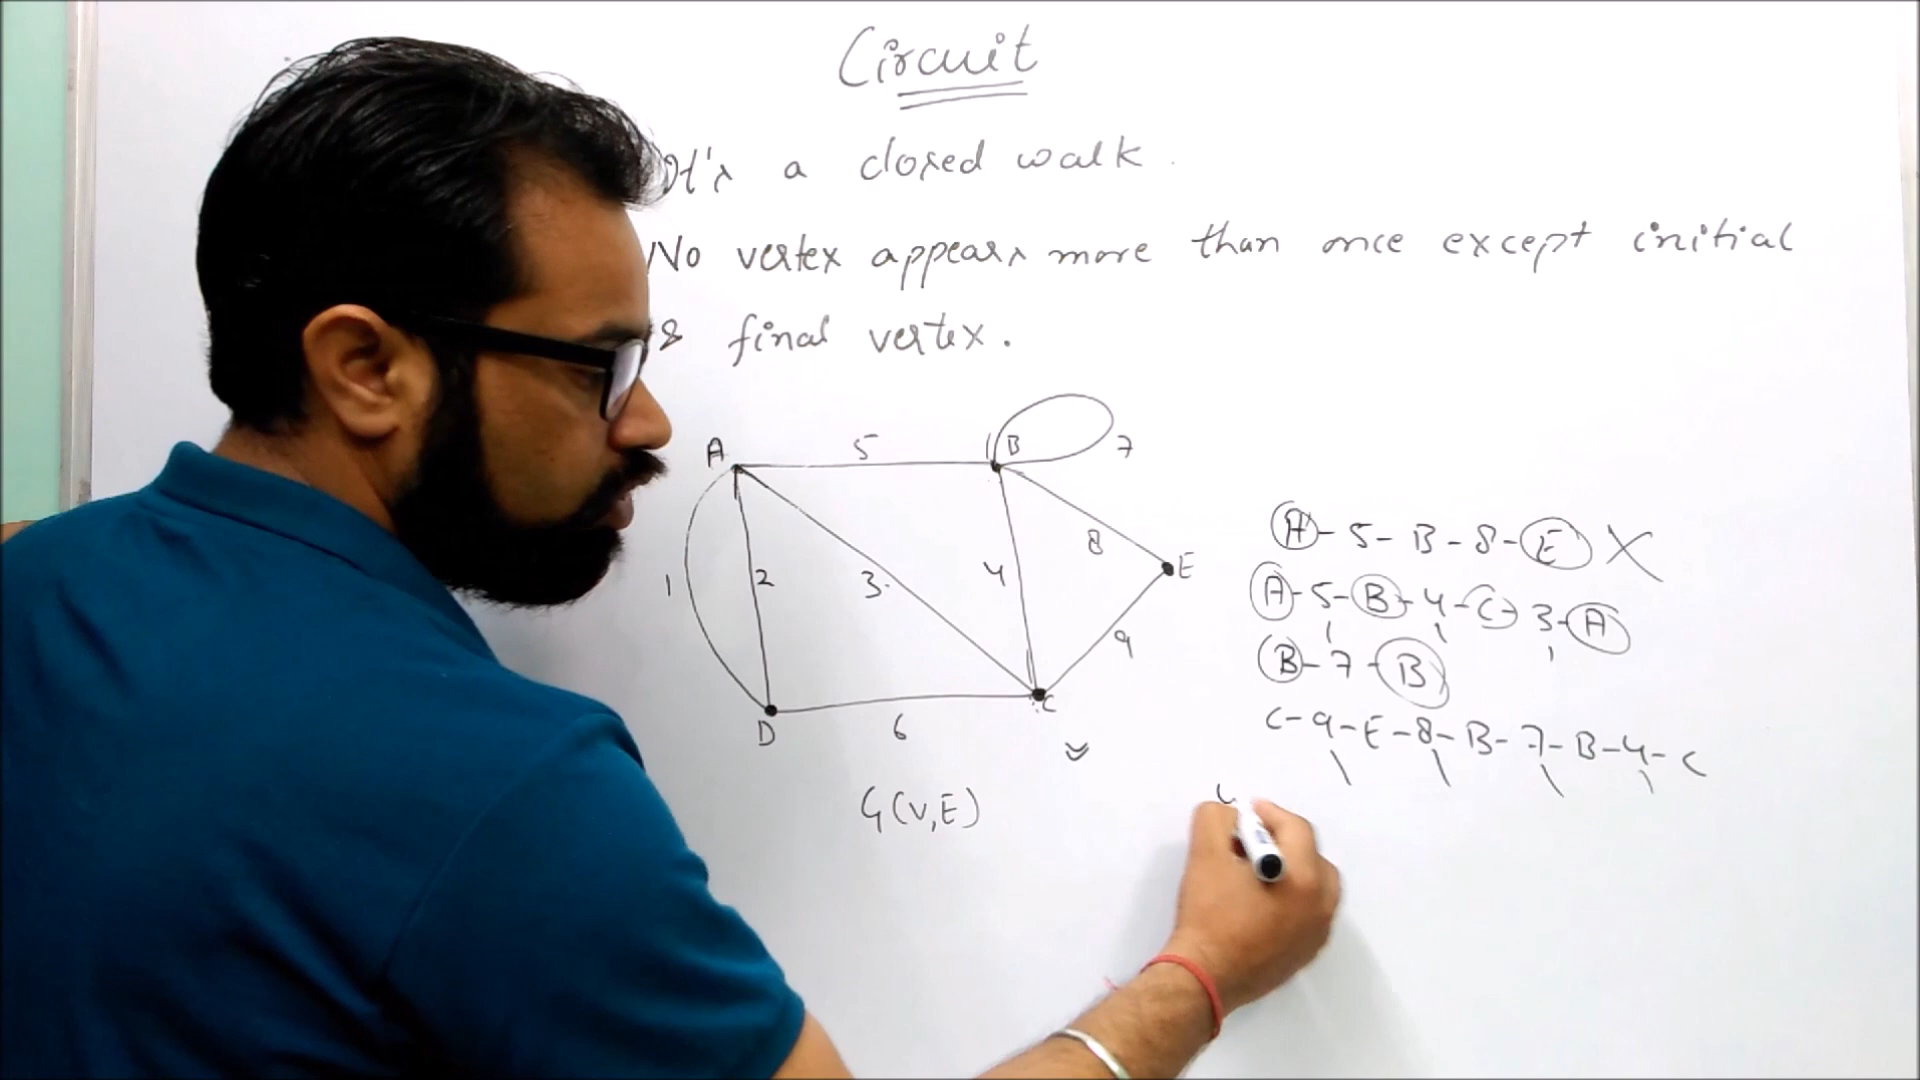 Circuit
It's a closed walk.
No vertex appears more than once except initial
& final vertex.
A 5 B 7
1 2 3 4 8 E
9
D 6 C
G(V,E)
A-5-B-8-E X
A-5-B-4-C-3-A
B-7-B
C-9-E-8-B-7-B-4-C